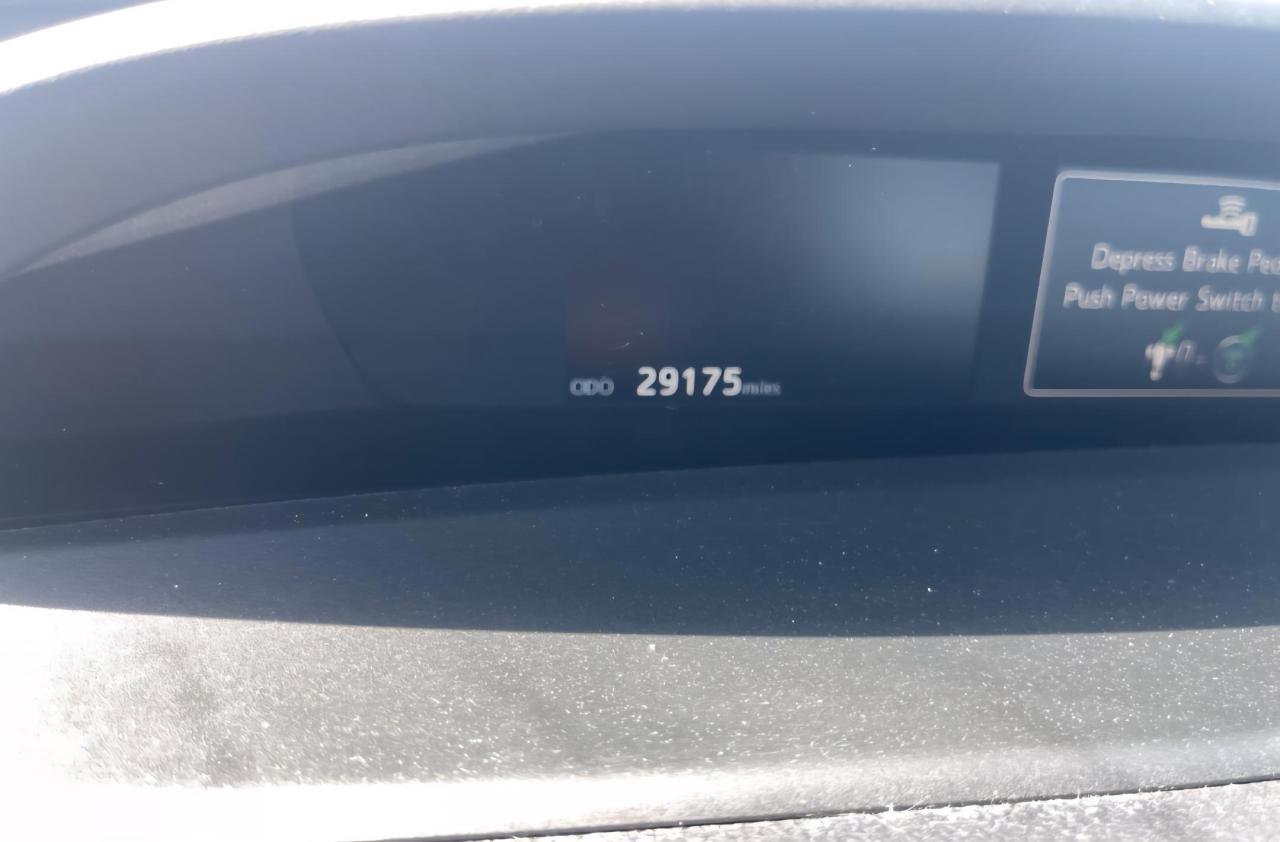 ODO 29175 miles
Depress Brake
Push Power Switch